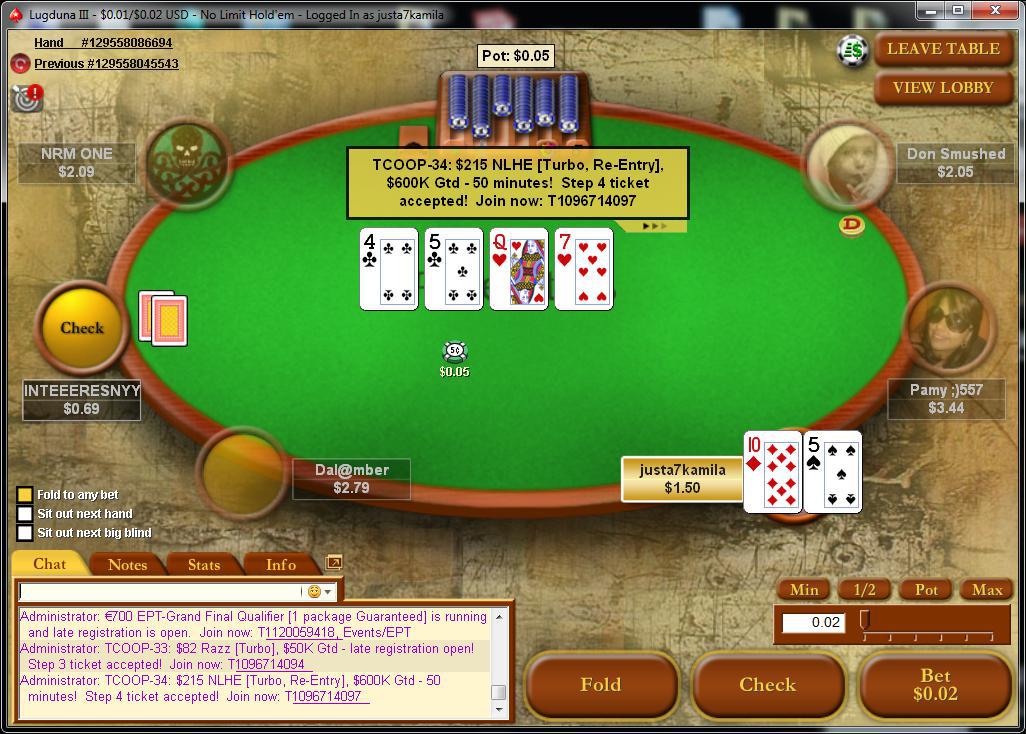 Lugduna III - $0.01/$0.02 USD - No Limit Hold'em - Logged In as justa7kamila
Hand #129558086694
Previous #129558045543
Pot: $0.05
LEAVE TABLE
VIEW LOBBY
NRM ONE
$2.09
Don Smushed
$2.05
TCOOP-34: $215 NLHE [Turbo, Re-Entry],
$600K Gtd - 50 minutes! Step 4 ticket
accepted! Join now: T1096714097
D
4 5 Q 7
Check
5¢
$0.05
INTEEERESNYY
$0.69
Pamy ;)557
$3.44
Dal@mber
$2.79
justa7kamila
$1.50
10 5
Fold to any bet
Sit out next hand
Sit out next big blind
Chat Notes Stats Info
Administrator: €700 EPT-Grand Final Qualifier [1 package Guaranteed] is running
and late registration is open. Join now: T1120059418, Events/EPT
Administrator: TCOOP-33: $82 Razz [Turbo], $50K Gtd - late registration open!
Step 3 ticket accepted! Join now: T1096714094
Administrator: TCOOP-34: $215 NLHE [Turbo, Re-Entry], $600K Gtd - 50
minutes! Step 4 ticket accepted! Join now: T1096714097
Min 1/2 Pot Max
0.02
Fold
Check
Bet
$0.02